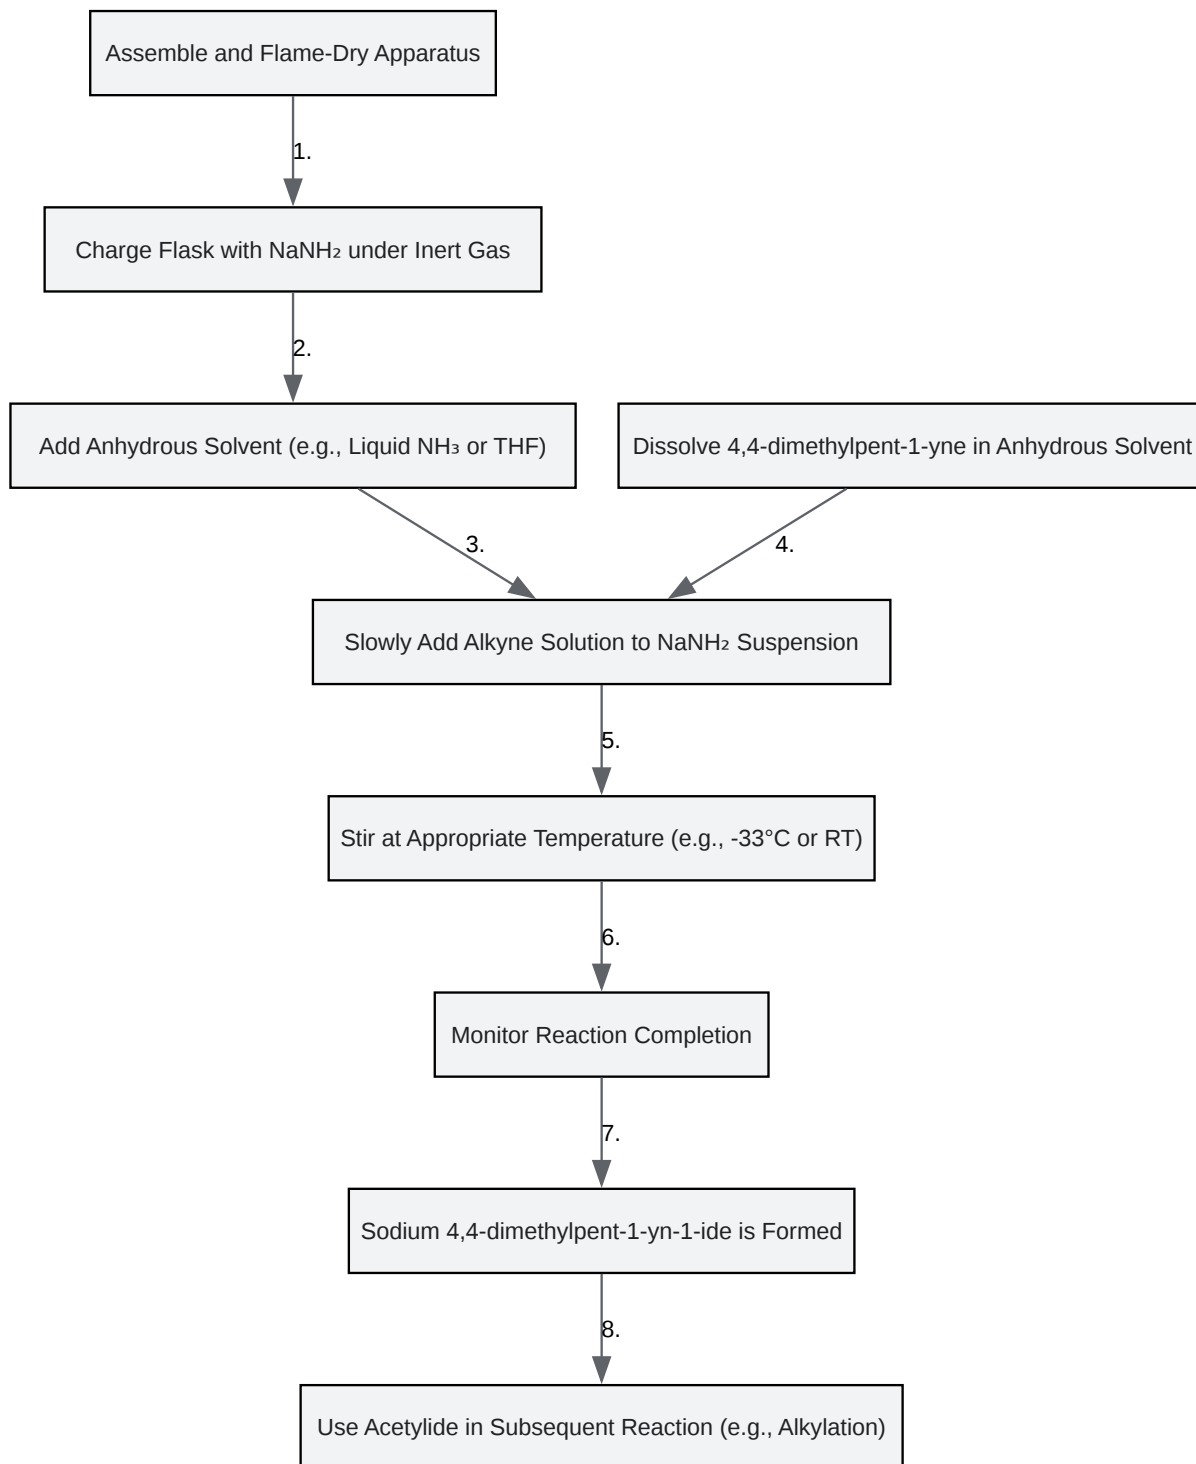 Assemble and Flame-Dry Apparatus
1.
Charge Flask with NaNH₂ under Inert Gas
2.
Add Anhydrous Solvent (e.g., Liquid NH₃ or THF)
Dissolve 4,4-dimethylpent-1-yne in Anhydrous Solvent
3.
4.
Slowly Add Alkyne Solution to NaNH₂ Suspension
5.
Stir at Appropriate Temperature (e.g., -33°C or RT)
6.
Monitor Reaction Completion
7.
Sodium 4,4-dimethylpent-1-yn-1-ide is Formed
8.
Use Acetylide in Subsequent Reaction (e.g., Alkylation)